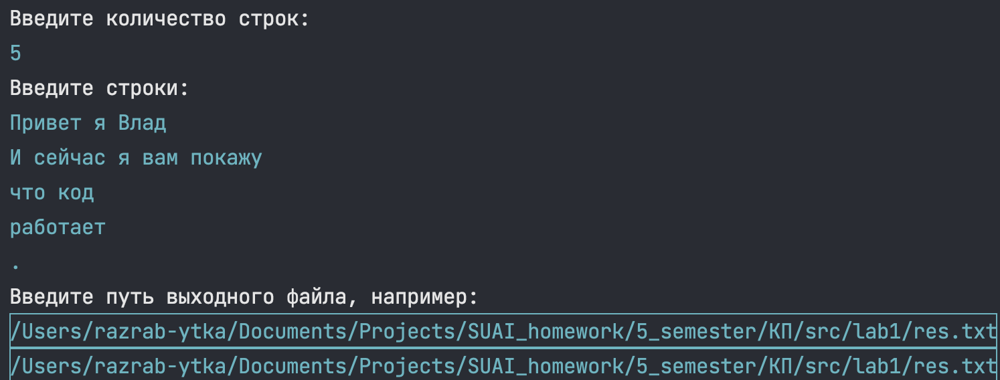 Введите количество строк:
5
Введите строки:
Привет я Влад
И сейчас я вам покажу
что код
работает
.
Введите путь выходного файла, например:
/Users/razrab-ytka/Documents/Projects/SUAI_homework/5_semester/КП/src/lab1/res.txt
/Users/razrab-ytka/Documents/Projects/SUAI_homework/5_semester/КП/src/lab1/res.txt